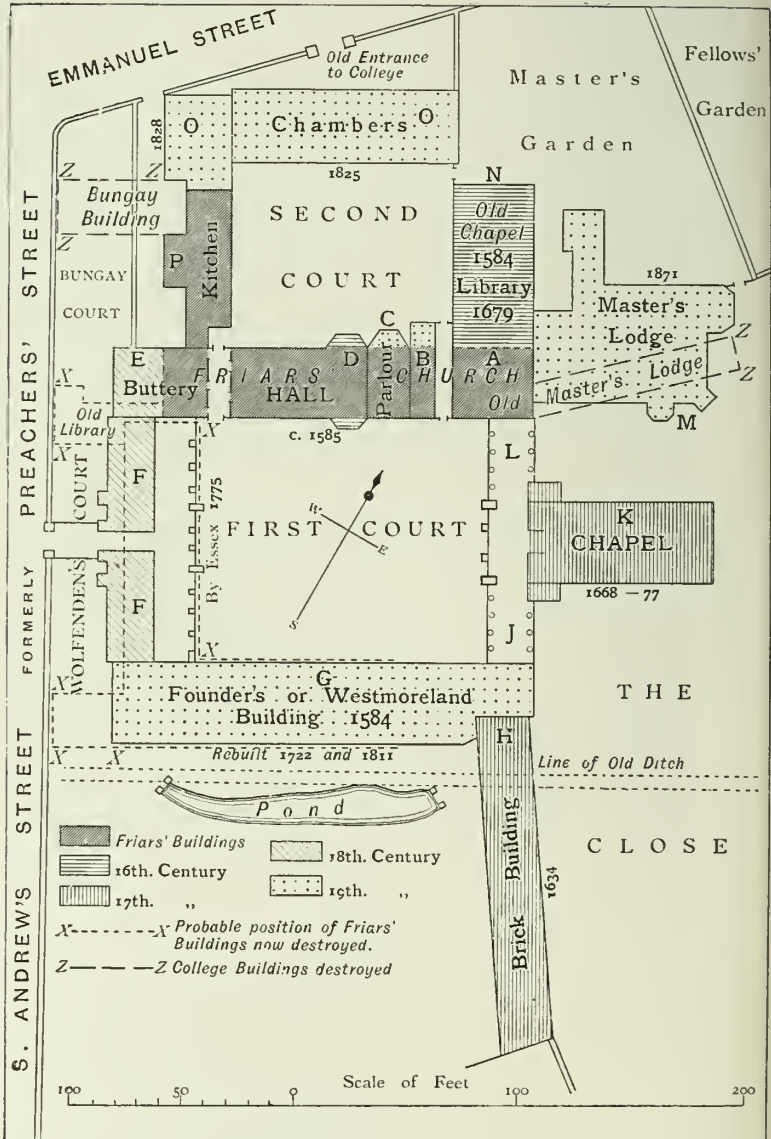 EMMANUEL STREET
Old Entrance
to College
Master's
Garden
Fellows'
Garden
O
Chambers O
1828
1825
Z Z
Bungay
Building
Z
BUNGAY
COURT
P
Kitchen
SECOND
COURT
N
Old
Chapel
1584
Library
1679
1871
Master's
Lodge
Z
Z
Master's Lodge
M
E
Buttery
FRIARS' CHURCH
D
HALL
C
Parlour
B
A
Old
c. 1585
X
Old
Library
X
X
F
F
WOLFENDEN'S COURT
By Essex 1775
FIRST COURT
W.
E
S
L
K
CHAPEL
1668 — 77
J
X
X
G
Founder's or Westmoreland
Building 1584
X X
Rebuilt 1722 and 1811
H
Line of Old Ditch
THE
CLOSE
Pond
Brick Building
1634
Friars' Buildings
16th. Century
17th. „
18th. Century
19th. „
X-------X Probable position of Friars'
Buildings now destroyed.
Z— — —Z College Buildings destroyed
S. ANDREW'S STREET FORMERLY PREACHERS' STREET
Scale of Feet
100 50 0 100 200